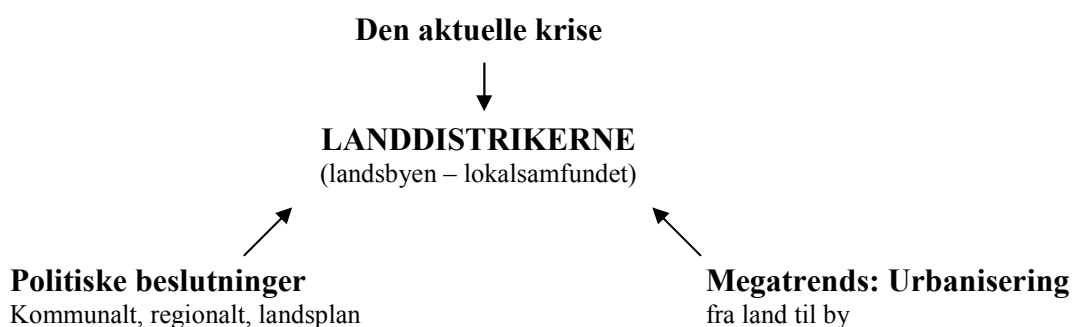 Den aktuelle krise
LANDDISTRIKERNE
(landsbyen – lokalsamfundet)
Politiske beslutninger
Kommunalt, regionalt, landsplan
Megatrends: Urbanisering
fra land til by